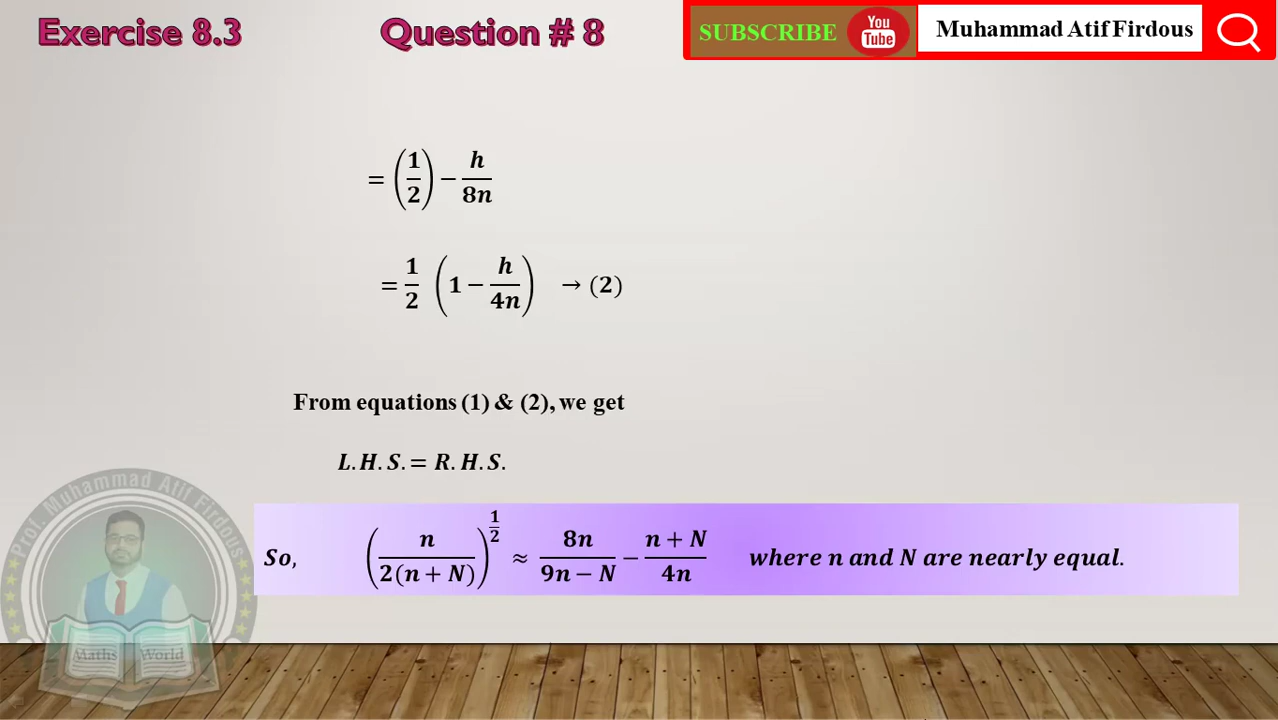 Exercise 8.3 Question # 8 SUBSCRIBE You Tube Muhammad Atif Firdous
= (1/2) − h/8n
= 1/2 (1 − h/4n) → (2)
From equations (1) & (2), we get
L.H.S. = R.H.S.
So, (n/2(n + N))^(1/2) ≈ 8n/(9n − N) − (n + N)/4n where n and N are nearly equal.
Prof. Muhammad Atif Firdous
Maths World